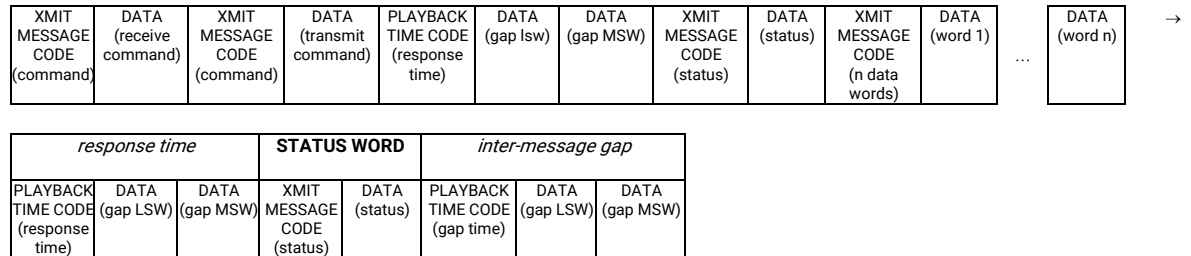 XMIT MESSAGE CODE (command)
DATA (receive command)
XMIT MESSAGE CODE (command)
DATA (transmit command)
PLAYBACK TIME CODE (response time)
DATA (gap lsw)
DATA (gap MSW)
XMIT MESSAGE CODE (status)
DATA (status)
XMIT MESSAGE CODE (n data words)
DATA (word 1)
...
DATA (word n)
→
response time
STATUS WORD
inter-message gap
PLAYBACK TIME CODE (response time)
DATA (gap LSW)
DATA (gap MSW)
XMIT MESSAGE CODE (status)
DATA (status)
PLAYBACK TIME CODE (gap time)
DATA (gap LSW)
DATA (gap MSW)